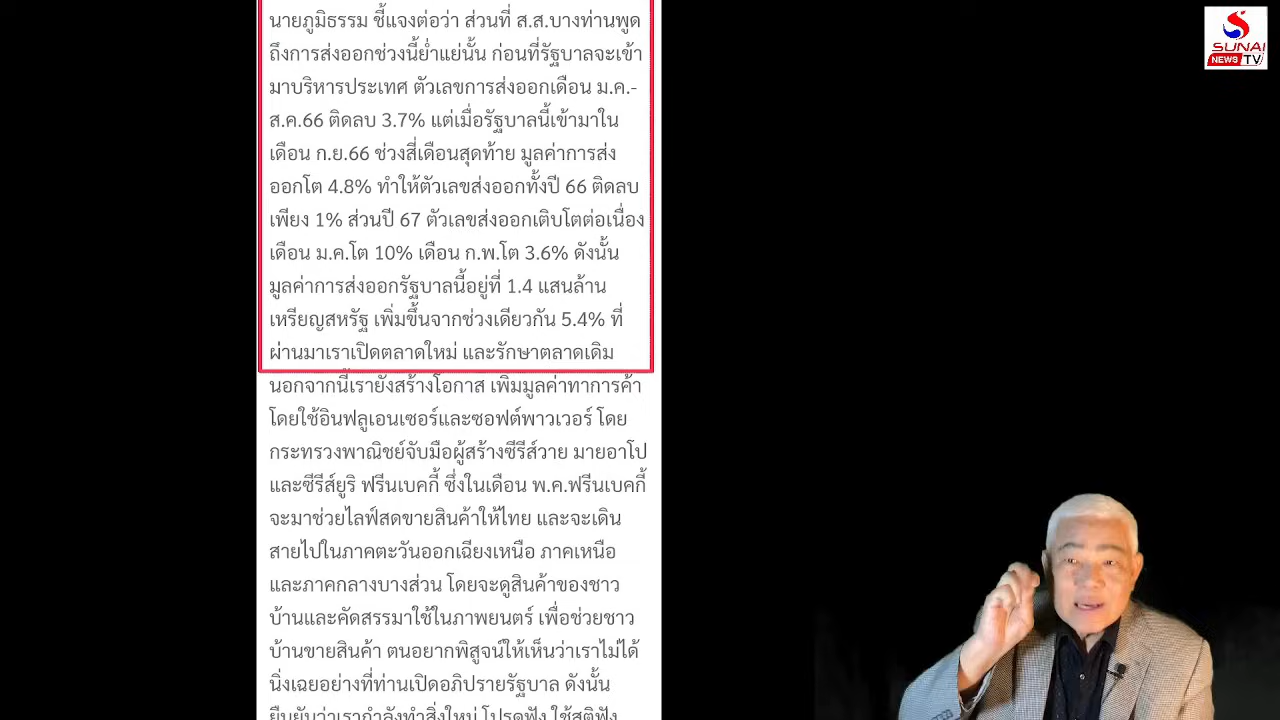 SUNAI
NEWS TV
นายภูมิธรรม ชี้แจงต่อว่า ส่วนที่ ส.ส.บางท่านพูด
ถึงการส่งออกช่วงนี้ย่ำแย่นั้น ก่อนที่รัฐบาลจะเข้า
มาบริหารประเทศ ตัวเลขการส่งออกเดือน ม.ค.-
ส.ค.66 ติดลบ 3.7% แต่เมื่อรัฐบาลนี้เข้ามาใน
เดือน ก.ย.66 ช่วงสี่เดือนสุดท้าย มูลค่าการส่ง
ออกโต 4.8% ทำให้ตัวเลขส่งออกทั้งปี 66 ติดลบ
เพียง 1% ส่วนปี 67 ตัวเลขส่งออกเติบโตต่อเนื่อง
เดือน ม.ค.โต 10% เดือน ก.พ.โต 3.6% ดังนั้น
มูลค่าการส่งออกรัฐบาลนี้อยู่ที่ 1.4 แสนล้าน
เหรียญสหรัฐ เพิ่มขึ้นจากช่วงเดียวกัน 5.4% ที่
ผ่านมาเราเปิดตลาดใหม่ และรักษาตลาดเดิม
นอกจากนี้เรายังสร้างโอกาส เพิ่มมูลค่าทาการค้า
โดยใช้อินฟลูเอนเซอร์และซอฟต์พาวเวอร์ โดย
กระทรวงพาณิชย์จับมือผู้สร้างซีรีส์วาย มายอาโป
และซีรีส์ยูริ ฟรีนเบคกี้ ซึ่งในเดือน พ.ค.ฟรีนเบคกี้
จะมาช่วยไลฟ์สดขายสินค้าให้ไทย และจะเดิน
สายไปในภาคตะวันออกเฉียงเหนือ ภาคเหนือ
และภาคกลางบางส่วน โดยจะดูสินค้าของชาว
บ้านและคัดสรรมาใช้ในภาพยนตร์ เพื่อช่วยชาว
บ้านขายสินค้า ตนอยากพิสูจน์ให้เห็นว่าเราไม่ได้
นิ่งเฉยอย่างที่ท่านเปิดอภิปรายรัฐบาล ดังนั้น
ยืนยันว่าเรากำลังทำสิ่งใหม่ โปรดฟัง ใช้สติฟัง